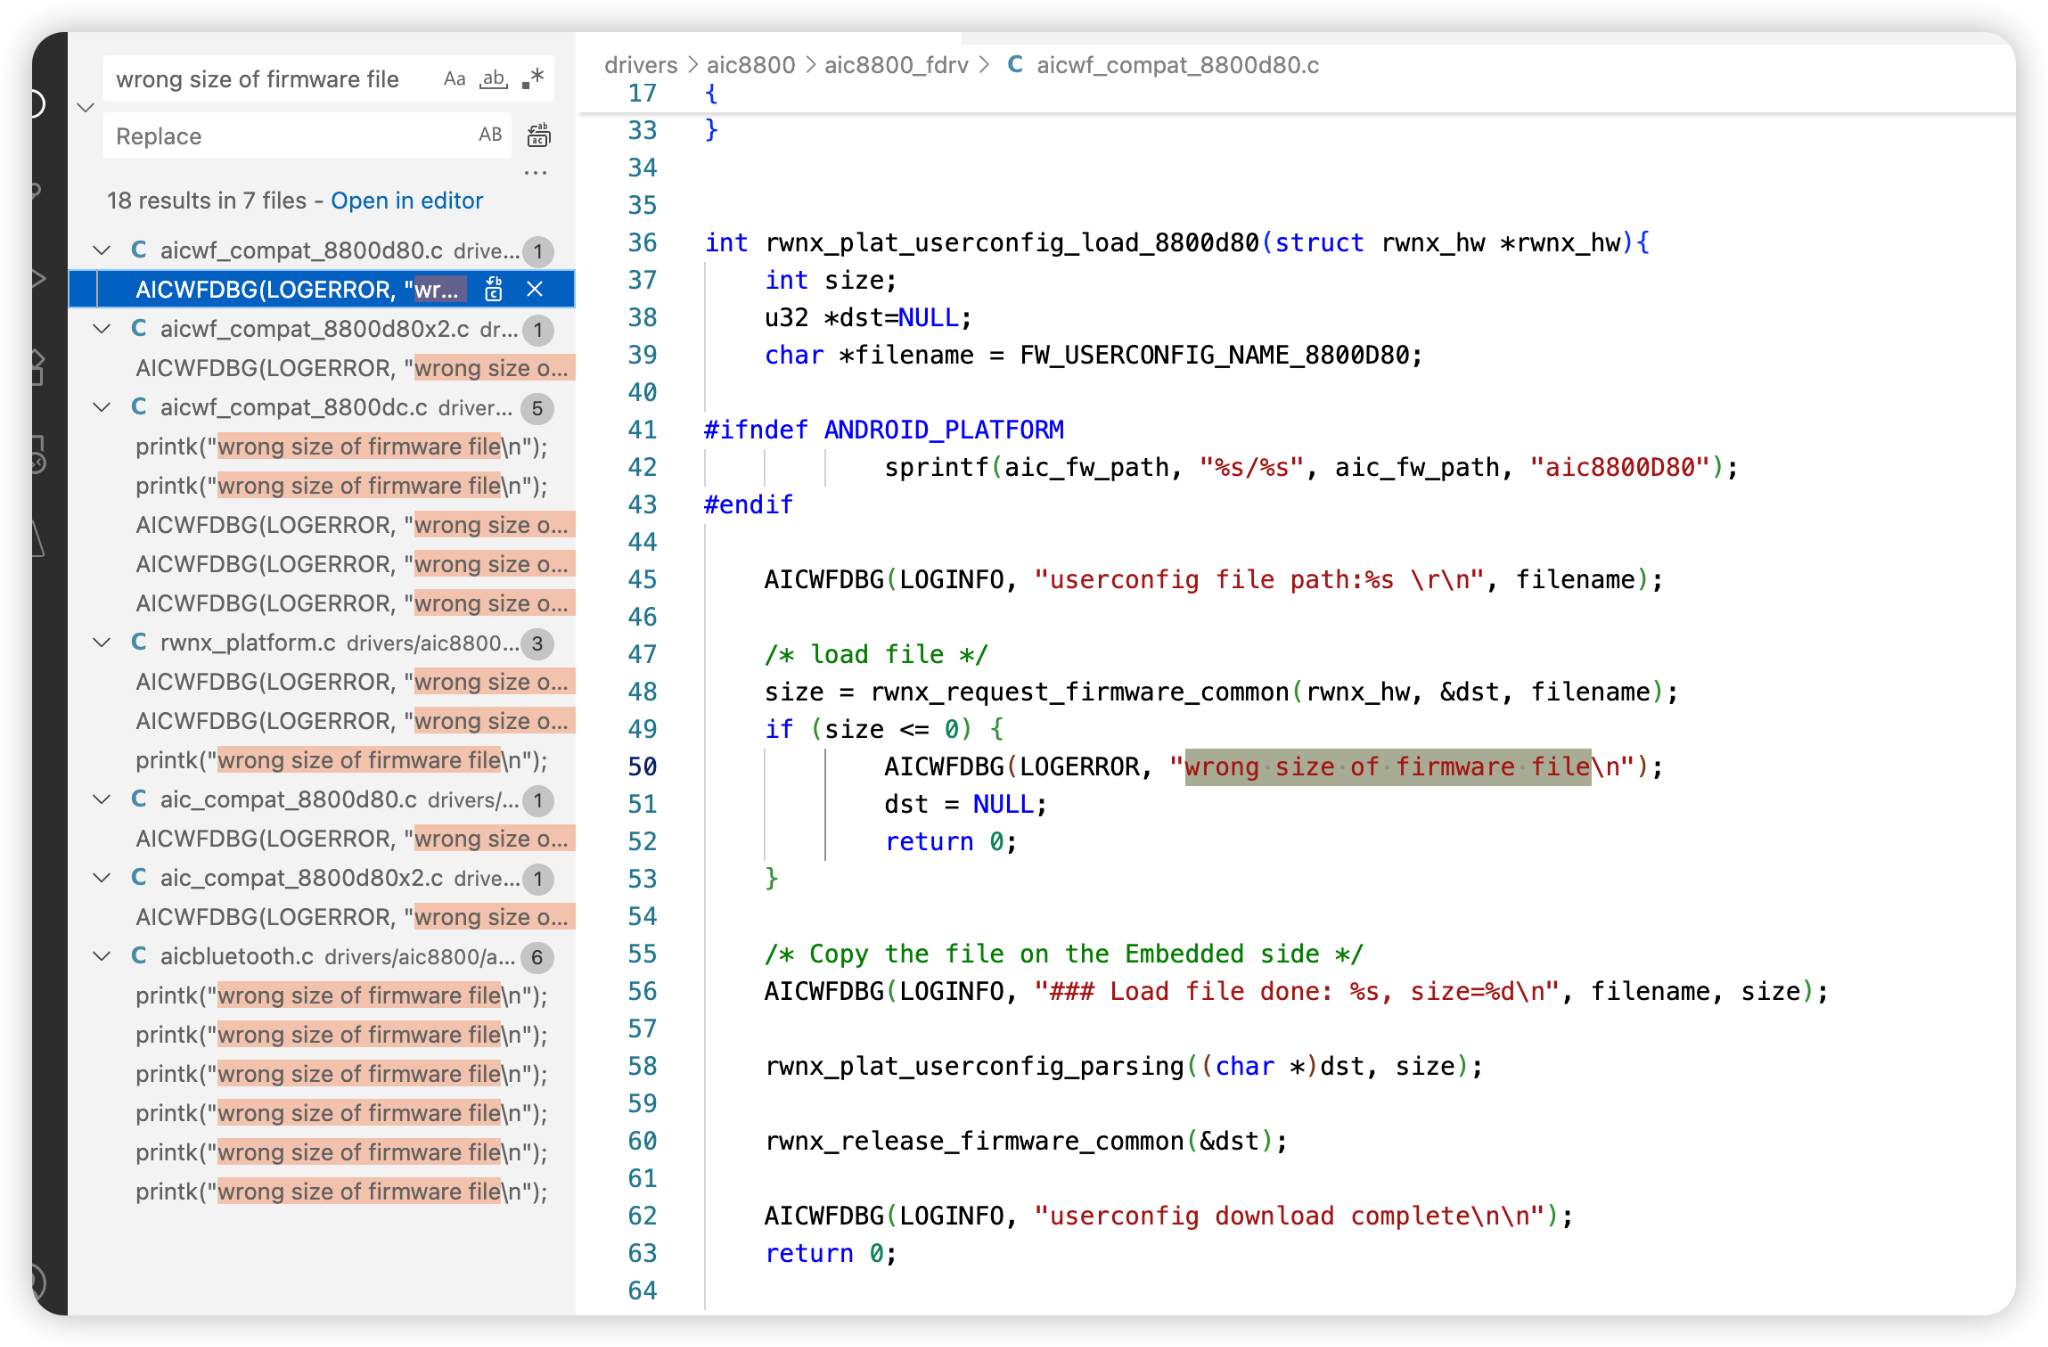 wrong size of firmware file Aa ab .*
Replace AB
...
18 results in 7 files - Open in editor
C aicwf_compat_8800d80.c drive... 1
AICWFDBG(LOGERROR, "wr...
C aicwf_compat_8800d80x2.c dr... 1
AICWFDBG(LOGERROR, "wrong size o...
C aicwf_compat_8800dc.c driver... 5
printk("wrong size of firmware file\n");
printk("wrong size of firmware file\n");
AICWFDBG(LOGERROR, "wrong size o...
AICWFDBG(LOGERROR, "wrong size o...
AICWFDBG(LOGERROR, "wrong size o...
C rwnx_platform.c drivers/aic8800... 3
AICWFDBG(LOGERROR, "wrong size o...
AICWFDBG(LOGERROR, "wrong size o...
printk("wrong size of firmware file\n");
C aic_compat_8800d80.c drivers/... 1
AICWFDBG(LOGERROR, "wrong size o...
C aic_compat_8800d80x2.c drive... 1
AICWFDBG(LOGERROR, "wrong size o...
C aicbluetooth.c drivers/aic8800/a... 6
printk("wrong size of firmware file\n");
printk("wrong size of firmware file\n");
printk("wrong size of firmware file\n");
printk("wrong size of firmware file\n");
printk("wrong size of firmware file\n");
printk("wrong size of firmware file\n");
drivers > aic8800 > aic8800_fdrv > C aicwf_compat_8800d80.c
17 {
33 }
34
35
36 int rwnx_plat_userconfig_load_8800d80(struct rwnx_hw *rwnx_hw){
37 int size;
38 u32 *dst=NULL;
39 char *filename = FW_USERCONFIG_NAME_8800D80;
40
41 #ifndef ANDROID_PLATFORM
42 sprintf(aic_fw_path, "%s/%s", aic_fw_path, "aic8800D80");
43 #endif
44
45 AICWFDBG(LOGINFO, "userconfig file path:%s \r\n", filename);
46
47 /* load file */
48 size = rwnx_request_firmware_common(rwnx_hw, &dst, filename);
49 if (size <= 0) {
50 AICWFDBG(LOGERROR, "wrong size of firmware file\n");
51 dst = NULL;
52 return 0;
53 }
54
55 /* Copy the file on the Embedded side */
56 AICWFDBG(LOGINFO, "### Load file done: %s, size=%d\n", filename, size);
57
58 rwnx_plat_userconfig_parsing((char *)dst, size);
59
60 rwnx_release_firmware_common(&dst);
61
62 AICWFDBG(LOGINFO, "userconfig download complete\n\n");
63 return 0;
64